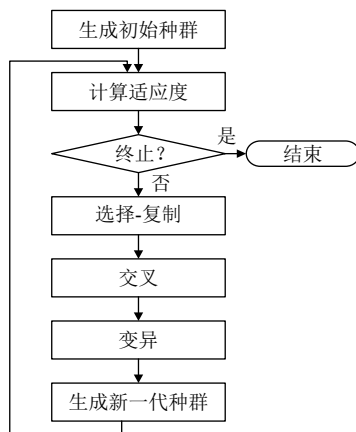 生成初始种群
计算适应度
终止？
是
结束
否
选择-复制
交叉
变异
生成新一代种群